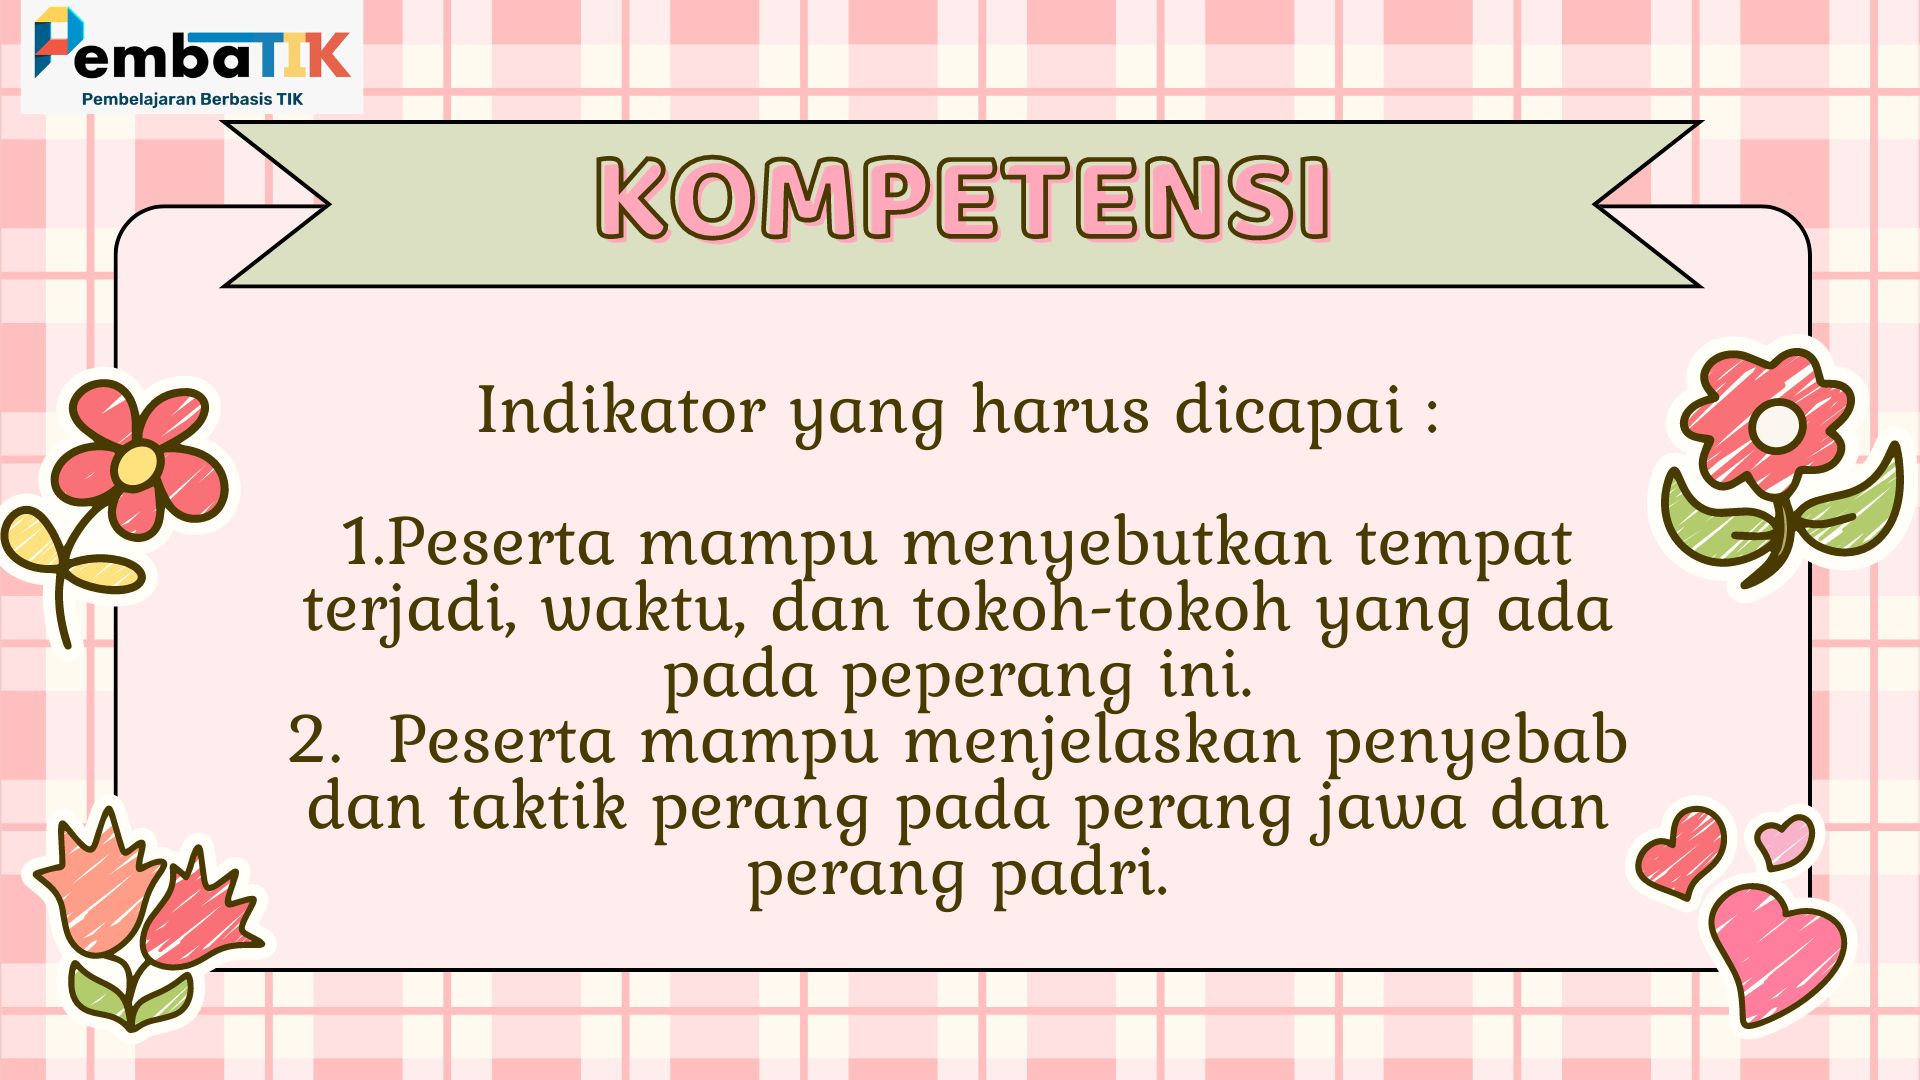 PembaTIK
Pembelajaran Berbasis TIK
KOMPETENSI
Indikator yang harus dicapai :
1.Peserta mampu menyebutkan tempat
terjadi, waktu, dan tokoh-tokoh yang ada
pada peperang ini.
2. Peserta mampu menjelaskan penyebab
dan taktik perang pada perang jawa dan
perang padri.